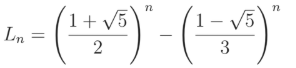 L_n = \left( \frac{1 + \sqrt{5}}{2} \right)^n - \left( \frac{1 - \sqrt{5}}{3} \right)^n